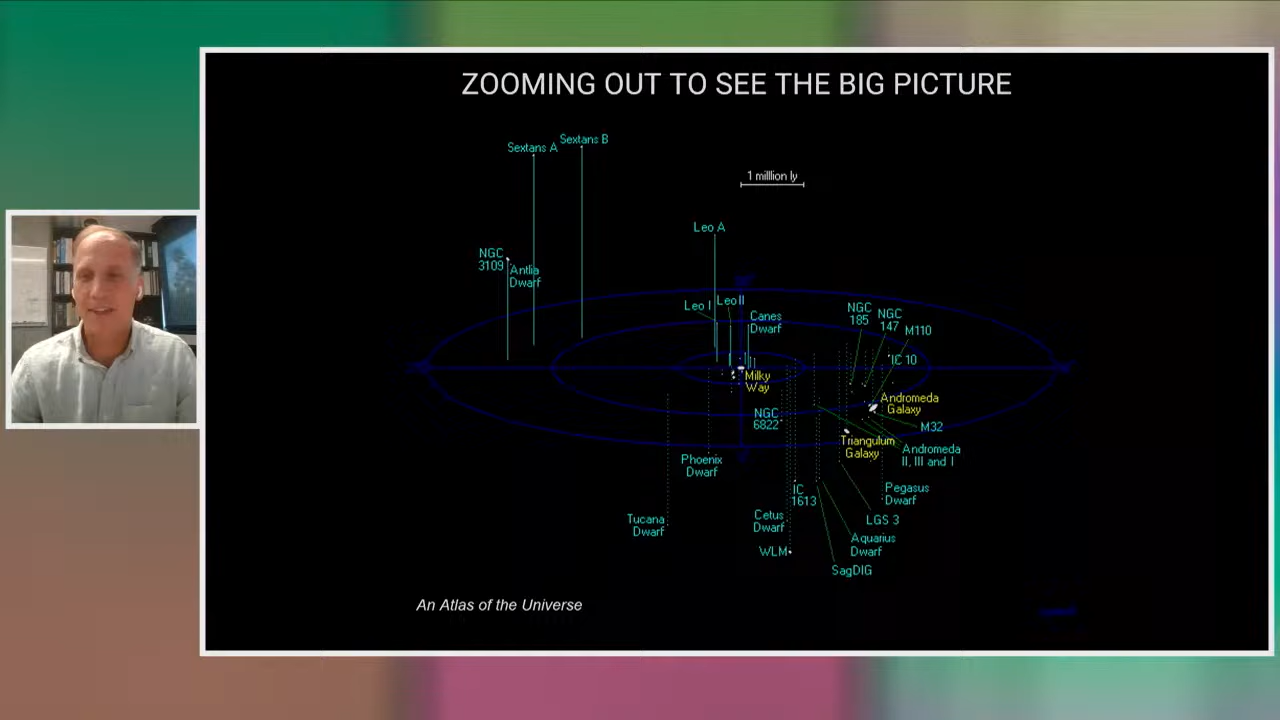 ZOOMING OUT TO SEE THE BIG PICTURE
Sextans A
Sextans B
1 milllion ly
Leo A
NGC
3109
Antlia
Dwarf
Leo I
Leo II
Canes
Dwarf
NGC
185
NGC
147
M110
IC 10
Milky
Way
Andromeda
Galaxy
NGC
6822
M32
Triangulum
Galaxy
Andromeda
II, III and I
Phoenix
Dwarf
Pegasus
Dwarf
IC
1613
Tucana
Dwarf
Cetus
Dwarf
LGS 3
WLM
Aquarius
Dwarf
SagDIG
An Atlas of the Universe